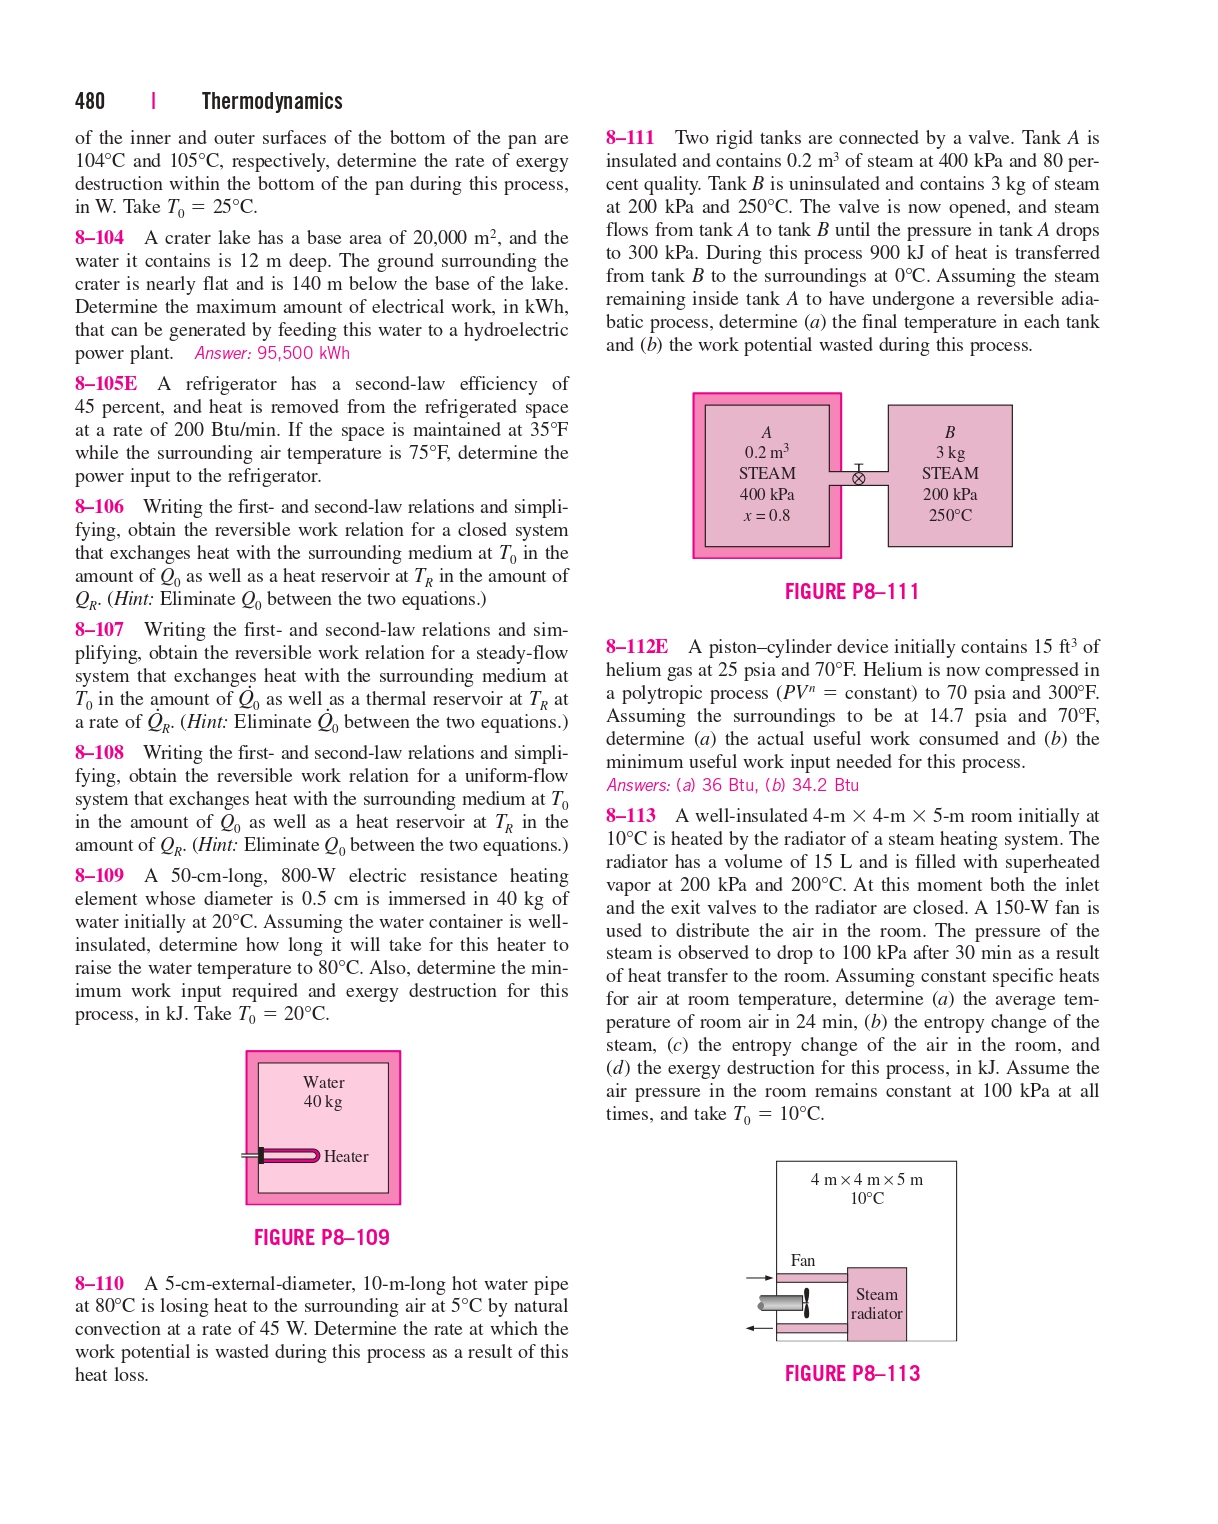 480 | Thermodynamics
of the inner and outer surfaces of the bottom of the pan are
104°C and 105°C, respectively, determine the rate of exergy
destruction within the bottom of the pan during this process,
in W. Take T₀ = 25°C.
8–104 A crater lake has a base area of 20,000 m², and the
water it contains is 12 m deep. The ground surrounding the
crater is nearly flat and is 140 m below the base of the lake.
Determine the maximum amount of electrical work, in kWh,
that can be generated by feeding this water to a hydroelectric
power plant. Answer: 95,500 kWh
8–105E A refrigerator has a second-law efficiency of
45 percent, and heat is removed from the refrigerated space
at a rate of 200 Btu/min. If the space is maintained at 35°F
while the surrounding air temperature is 75°F, determine the
power input to the refrigerator.
8–106 Writing the first- and second-law relations and simpli-
fying, obtain the reversible work relation for a closed system
that exchanges heat with the surrounding medium at T₀ in the
amount of Q₀ as well as a heat reservoir at T_R in the amount of
Q_R. (Hint: Eliminate Q₀ between the two equations.)
8–107 Writing the first- and second-law relations and sim-
plifying, obtain the reversible work relation for a steady-flow
system that exchanges heat with the surrounding medium at
T₀ in the amount of Q̇₀ as well as a thermal reservoir at T_R at
a rate of Q̇_R. (Hint: Eliminate Q̇₀ between the two equations.)
8–108 Writing the first- and second-law relations and simpli-
fying, obtain the reversible work relation for a uniform-flow
system that exchanges heat with the surrounding medium at T₀
in the amount of Q₀ as well as a heat reservoir at T_R in the
amount of Q_R. (Hint: Eliminate Q₀ between the two equations.)
8–109 A 50-cm-long, 800-W electric resistance heating
element whose diameter is 0.5 cm is immersed in 40 kg of
water initially at 20°C. Assuming the water container is well-
insulated, determine how long it will take for this heater to
raise the water temperature to 80°C. Also, determine the min-
imum work input required and exergy destruction for this
process, in kJ. Take T₀ = 20°C.
Water
40 kg
Heater
FIGURE P8–109
8–110 A 5-cm-external-diameter, 10-m-long hot water pipe
at 80°C is losing heat to the surrounding air at 5°C by natural
convection at a rate of 45 W. Determine the rate at which the
work potential is wasted during this process as a result of this
heat loss.
8–111 Two rigid tanks are connected by a valve. Tank A is
insulated and contains 0.2 m³ of steam at 400 kPa and 80 per-
cent quality. Tank B is uninsulated and contains 3 kg of steam
at 200 kPa and 250°C. The valve is now opened, and steam
flows from tank A to tank B until the pressure in tank A drops
to 300 kPa. During this process 900 kJ of heat is transferred
from tank B to the surroundings at 0°C. Assuming the steam
remaining inside tank A to have undergone a reversible adia-
batic process, determine (a) the final temperature in each tank
and (b) the work potential wasted during this process.
A
0.2 m³
STEAM
400 kPa
x = 0.8
B
3 kg
STEAM
200 kPa
250°C
FIGURE P8–111
8–112E A piston–cylinder device initially contains 15 ft³ of
helium gas at 25 psia and 70°F. Helium is now compressed in
a polytropic process (PVⁿ = constant) to 70 psia and 300°F.
Assuming the surroundings to be at 14.7 psia and 70°F,
determine (a) the actual useful work consumed and (b) the
minimum useful work input needed for this process.
Answers: (a) 36 Btu, (b) 34.2 Btu
8–113 A well-insulated 4-m × 4-m × 5-m room initially at
10°C is heated by the radiator of a steam heating system. The
radiator has a volume of 15 L and is filled with superheated
vapor at 200 kPa and 200°C. At this moment both the inlet
and the exit valves to the radiator are closed. A 150-W fan is
used to distribute the air in the room. The pressure of the
steam is observed to drop to 100 kPa after 30 min as a result
of heat transfer to the room. Assuming constant specific heats
for air at room temperature, determine (a) the average tem-
perature of room air in 24 min, (b) the entropy change of the
steam, (c) the entropy change of the air in the room, and
(d) the exergy destruction for this process, in kJ. Assume the
air pressure in the room remains constant at 100 kPa at all
times, and take T₀ = 10°C.
4 m × 4 m × 5 m
10°C
Fan
Steam
radiator
FIGURE P8–113